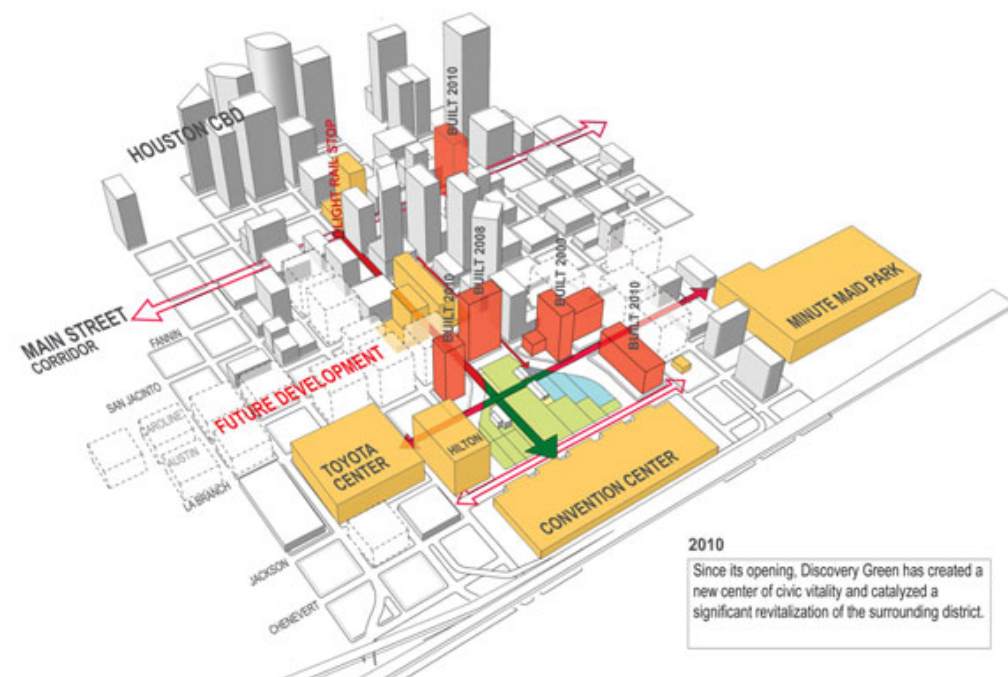 HOUSTON CBD
BUILT 2010
LIGHT RAIL STOP
BUILT 2008
BUILT 2010
BUILT 2009
BUILT 2010
MINUTE MAID PARK
MAIN STREET
CORRIDOR
FANNIN
SAN JACINTO
CAROLINE
AUSTIN
LA BRANCH
FUTURE DEVELOPMENT
TOYOTA
CENTER
HILTON
CONVENTION CENTER
JACKSON
CHENEVERT
2010
Since its opening, Discovery Green has created a
new center of civic vitality and catalyzed a
significant revitalization of the surrounding district.